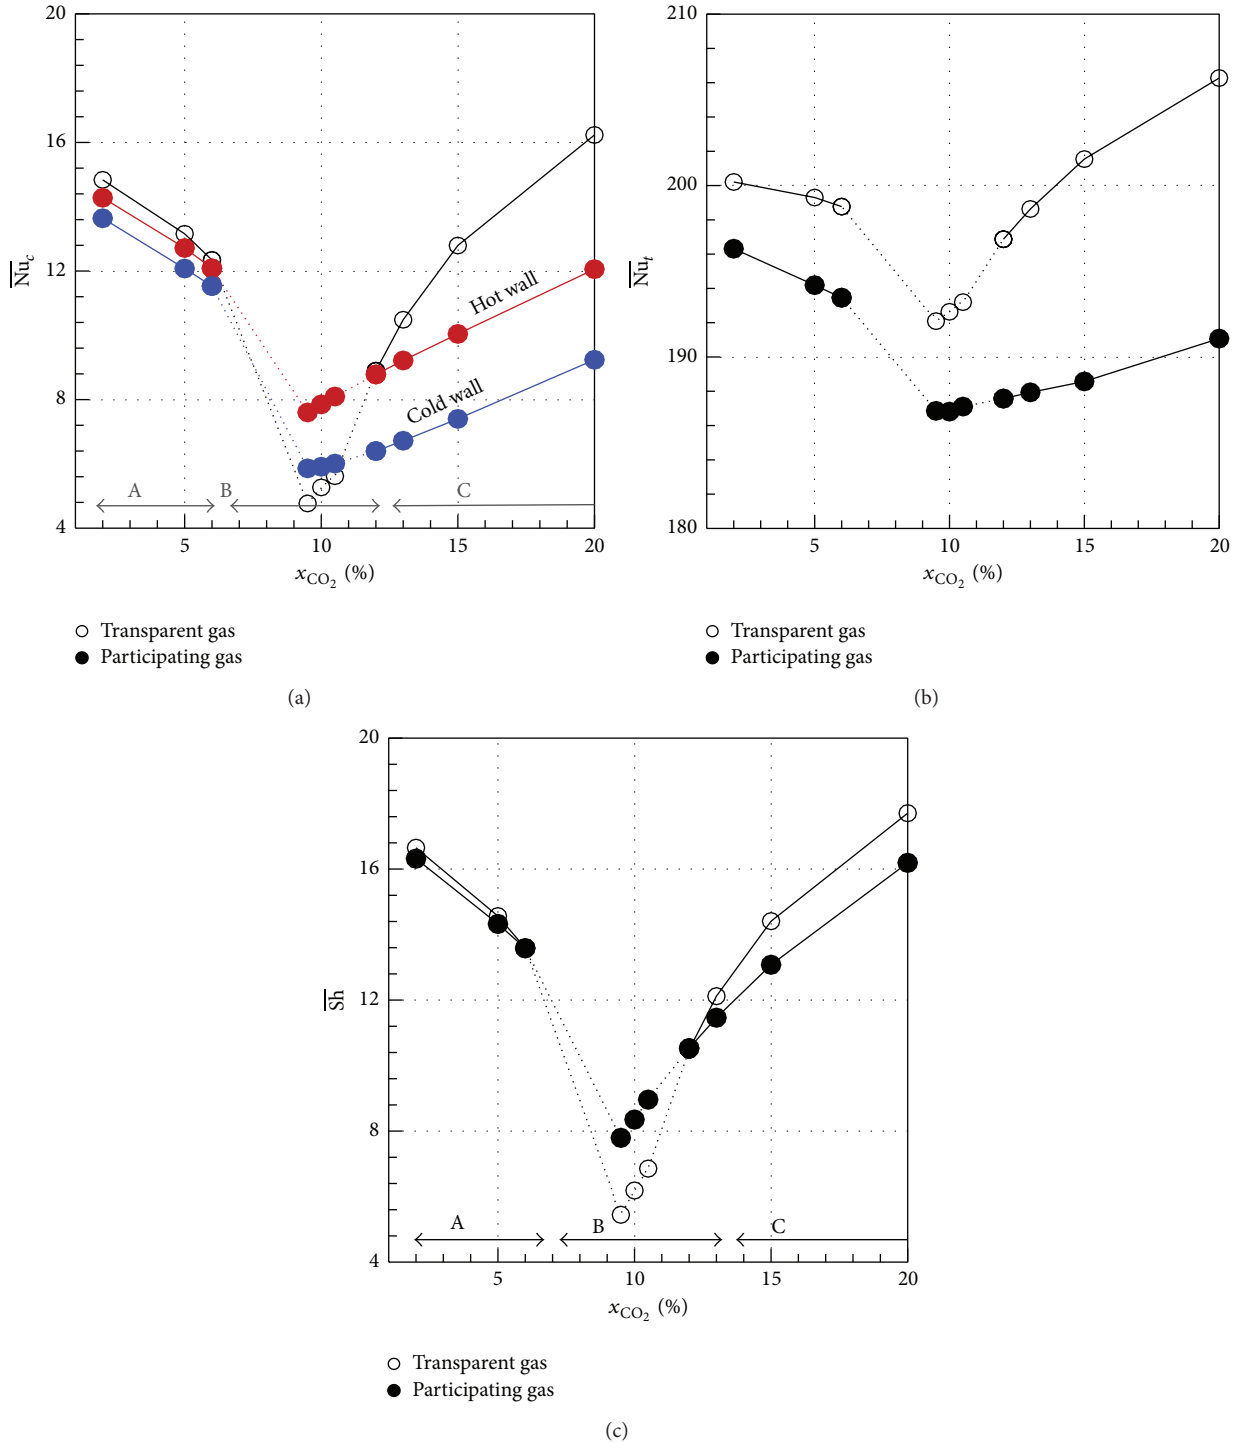 20
16
12
8
4
Nu_c
Hot wall
Cold wall
A B C
5 10 15 20
x_CO₂ (%)
Transparent gas
Participating gas
(a)
210
200
190
180
Nu_t
5 10 15 20
x_CO₂ (%)
Transparent gas
Participating gas
(b)
20
16
12
8
4
Sh
A B C
5 10 15 20
x_CO₂ (%)
Transparent gas
Participating gas
(c)